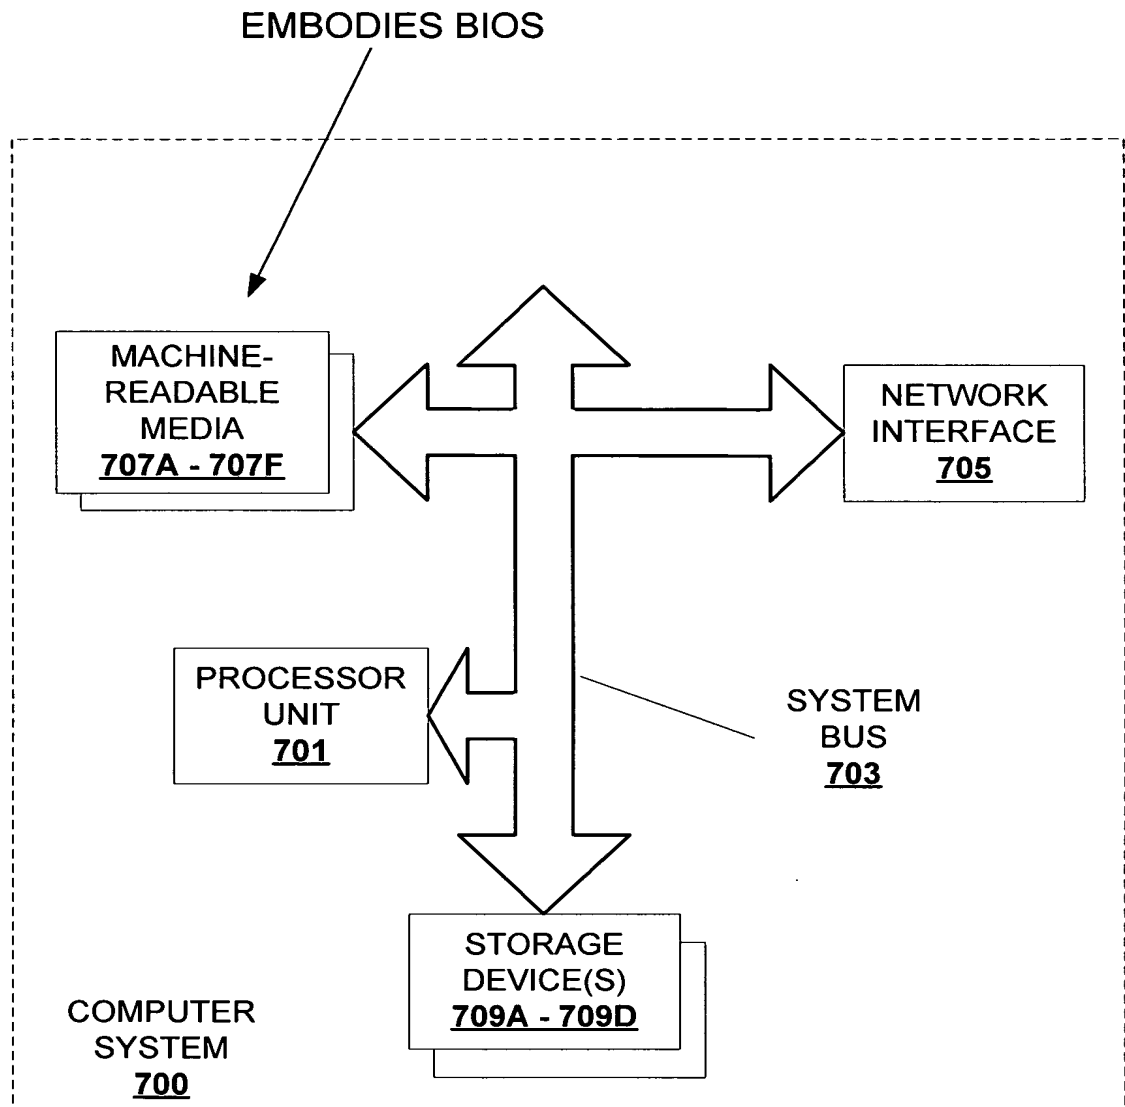 EMBODIES BIOS
MACHINE-
READABLE
MEDIA
707A - 707F
NETWORK
INTERFACE
705
PROCESSOR
UNIT
701
SYSTEM
BUS
703
STORAGE
DEVICE(S)
709A - 709D
COMPUTER
SYSTEM
700